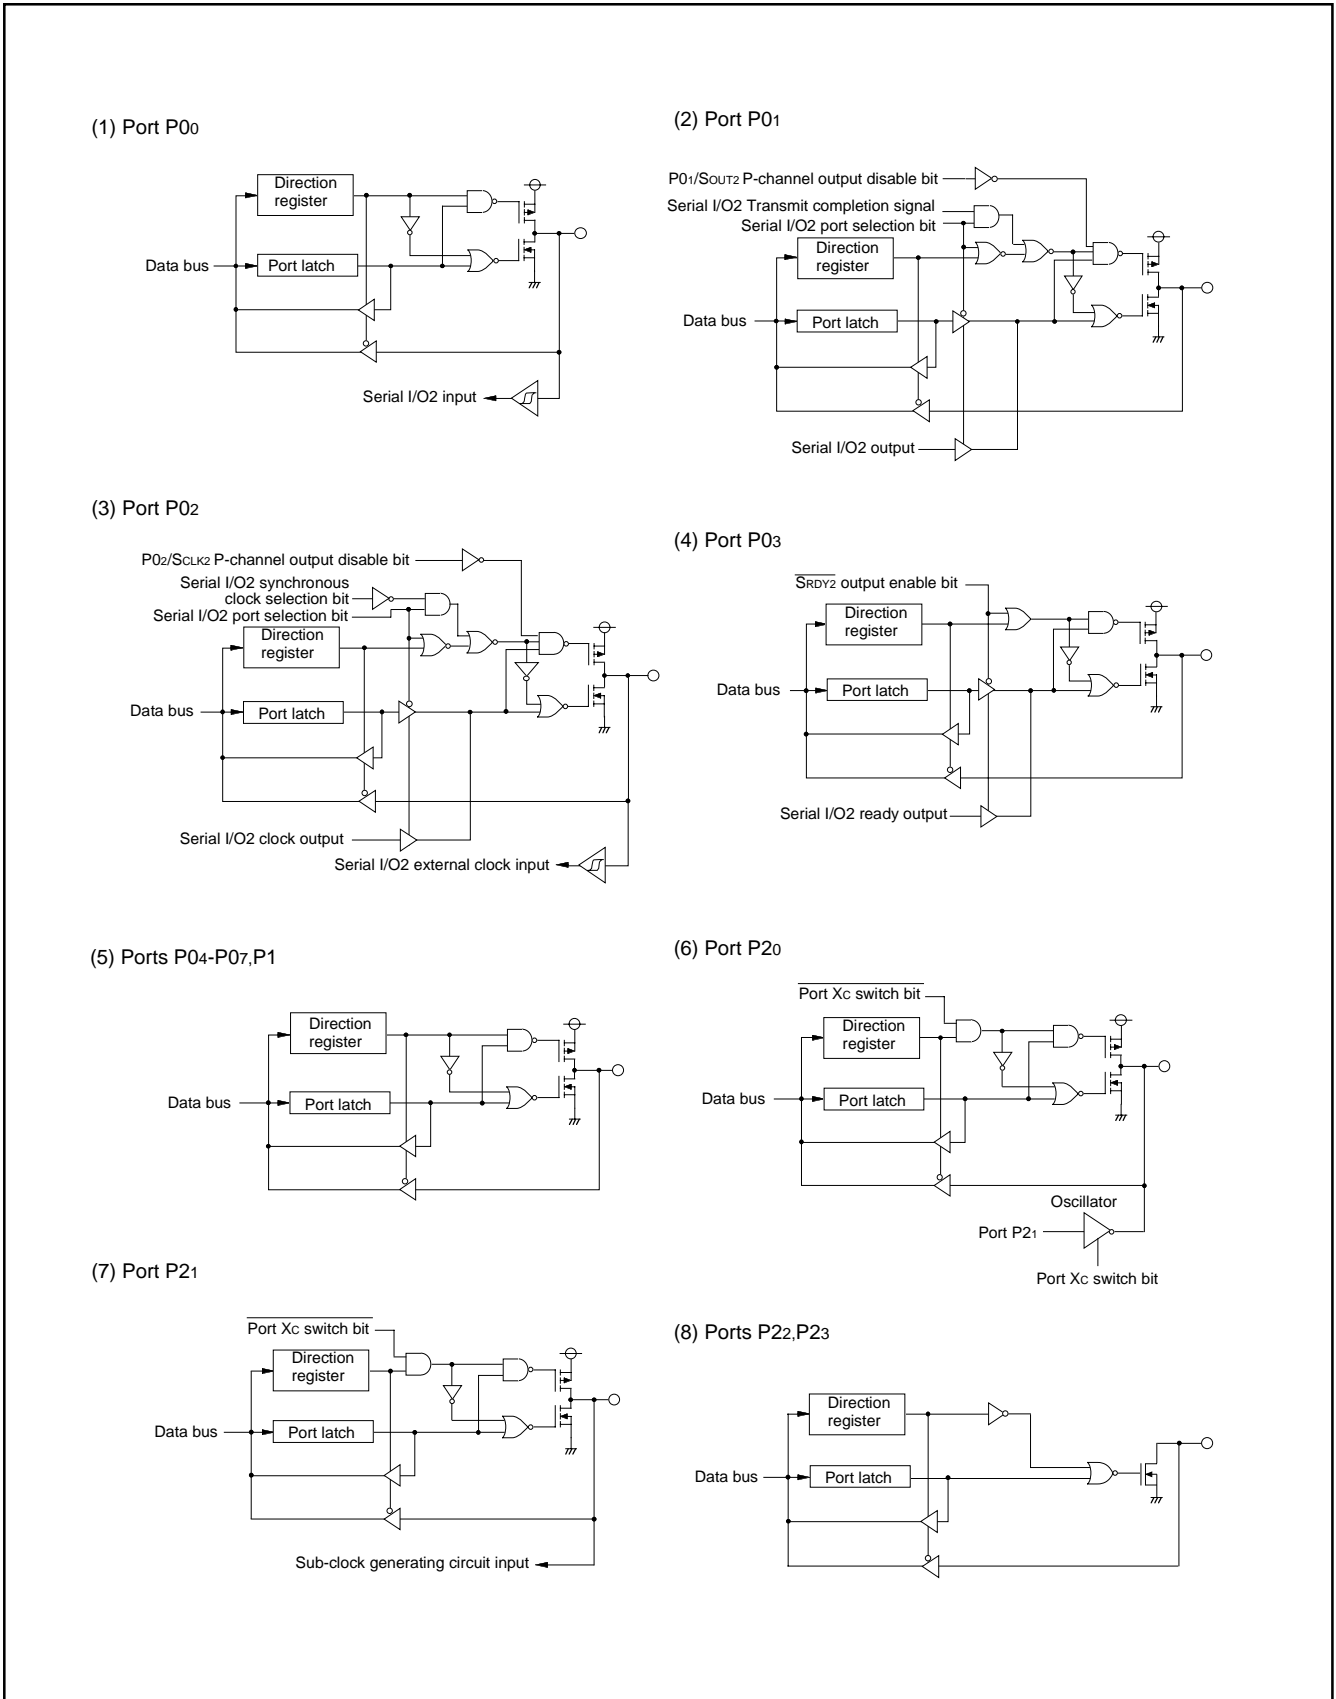 (1) Port P00
Direction
register
Data bus
Port latch
Serial I/O2 input
(2) Port P01
P01/SOUT2 P-channel output disable bit
Serial I/O2 Transmit completion signal
Serial I/O2 port selection bit
Direction
register
Data bus
Port latch
Serial I/O2 output
(3) Port P02
P02/SCLK2 P-channel output disable bit
Serial I/O2 synchronous
clock selection bit
Serial I/O2 port selection bit
Direction
register
Data bus
Port latch
Serial I/O2 clock output
Serial I/O2 external clock input
(4) Port P03
SRDY2 output enable bit
Direction
register
Data bus
Port latch
Serial I/O2 ready output
(5) Ports P04-P07,P1
Direction
register
Data bus
Port latch
(6) Port P20
Port XC switch bit
Direction
register
Data bus
Port latch
Oscillator
Port P21
Port XC switch bit
(7) Port P21
Port XC switch bit
Direction
register
Data bus
Port latch
Sub-clock generating circuit input
(8) Ports P22,P23
Direction
register
Data bus
Port latch